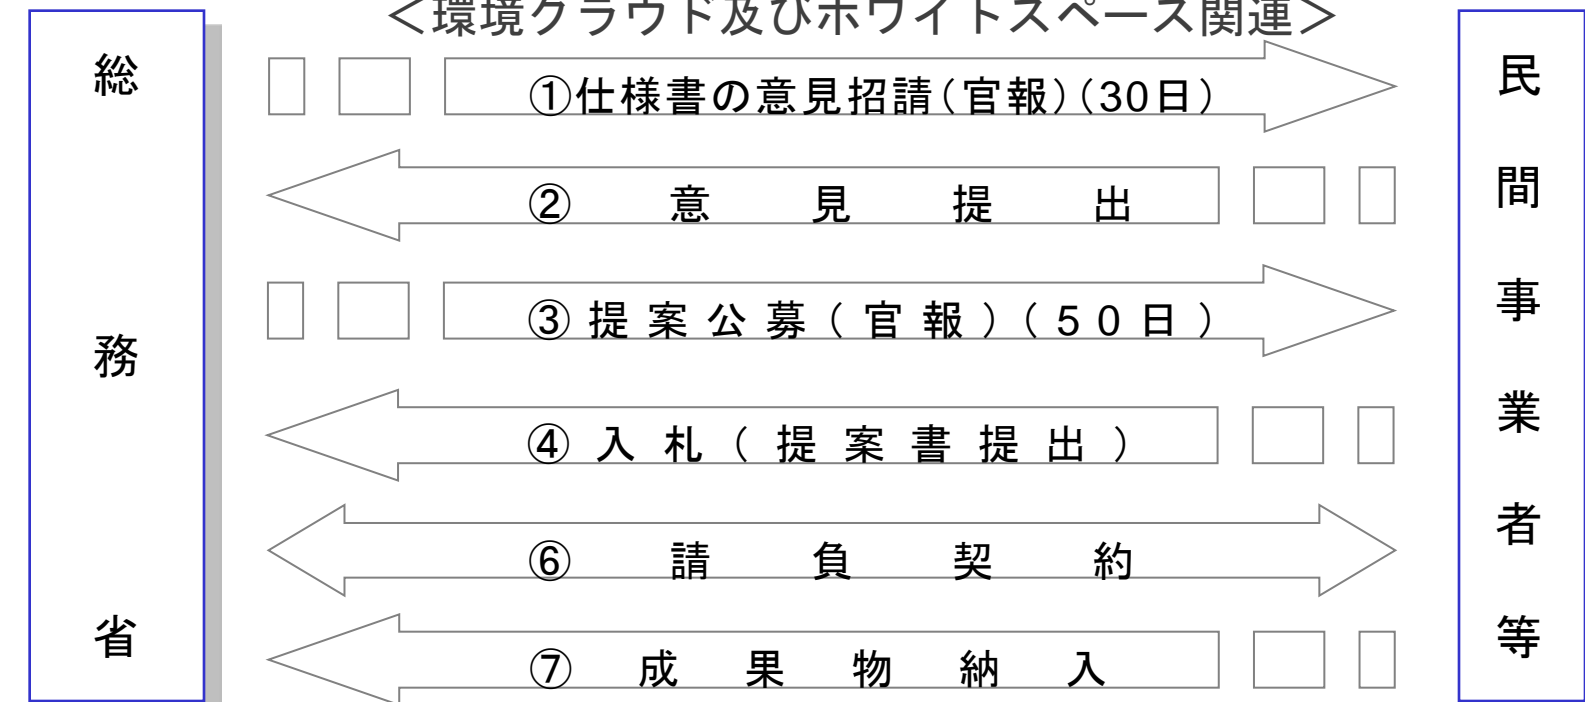 <環境クラウド及びホワイトスペース関連>
総務省
①仕様書の意見招請(官報)(30日)
②意見提出
③提案公募(官報)(50日)
④入札(提案書提出)
⑥請負契約
⑦成果物納入
民間事業者等